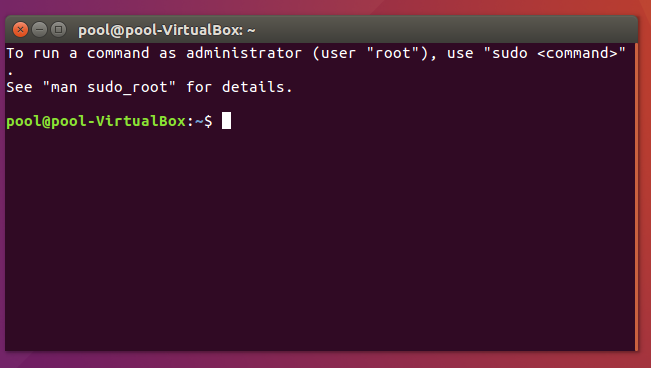 pool@pool-VirtualBox: ~
To run a command as administrator (user "root"), use "sudo <command>"
.
See "man sudo_root" for details.
pool@pool-VirtualBox:~$